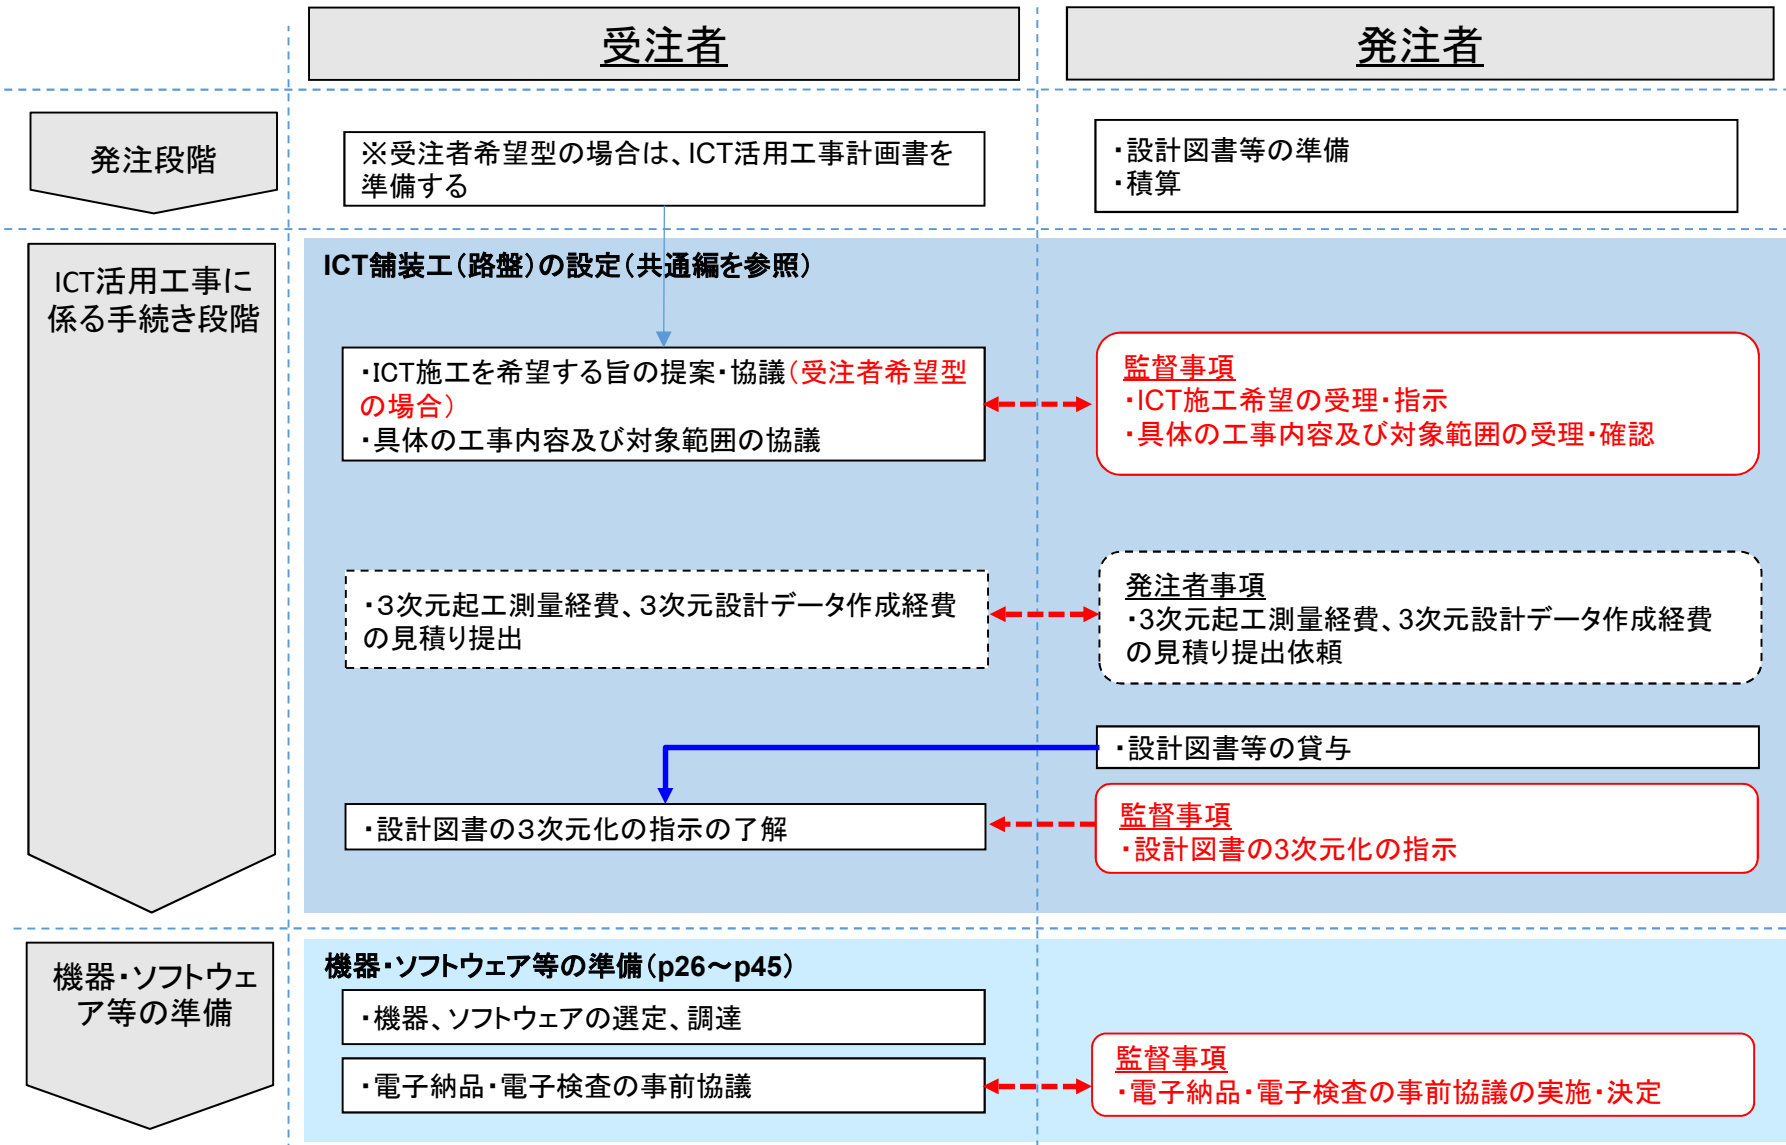 受注者
発注者
発注段階
※受注者希望型の場合は、ICT活用工事計画書を
準備する
・設計図書等の準備
・積算
ICT活用工事に
係る手続き段階
ICT舗装工（路盤）の設定（共通編を参照）
・ICT施工を希望する旨の提案・協議（受注者希望型
の場合）
・具体の工事内容及び対象範囲の協議
監督事項
・ICT施工希望の受理・指示
・具体の工事内容及び対象範囲の受理・確認
・３次元起工測量経費、３次元設計データ作成経費
の見積り提出
発注者事項
・3次元起工測量経費、3次元設計データ作成経費
の見積り提出依頼
・設計図書等の貸与
・設計図書の３次元化の指示の了解
監督事項
・設計図書の3次元化の指示
機器・ソフトウェ
ア等の準備
機器・ソフトウェア等の準備（p26～p45）
・機器、ソフトウェアの選定、調達
・電子納品・電子検査の事前協議
監督事項
・電子納品・電子検査の事前協議の実施・決定